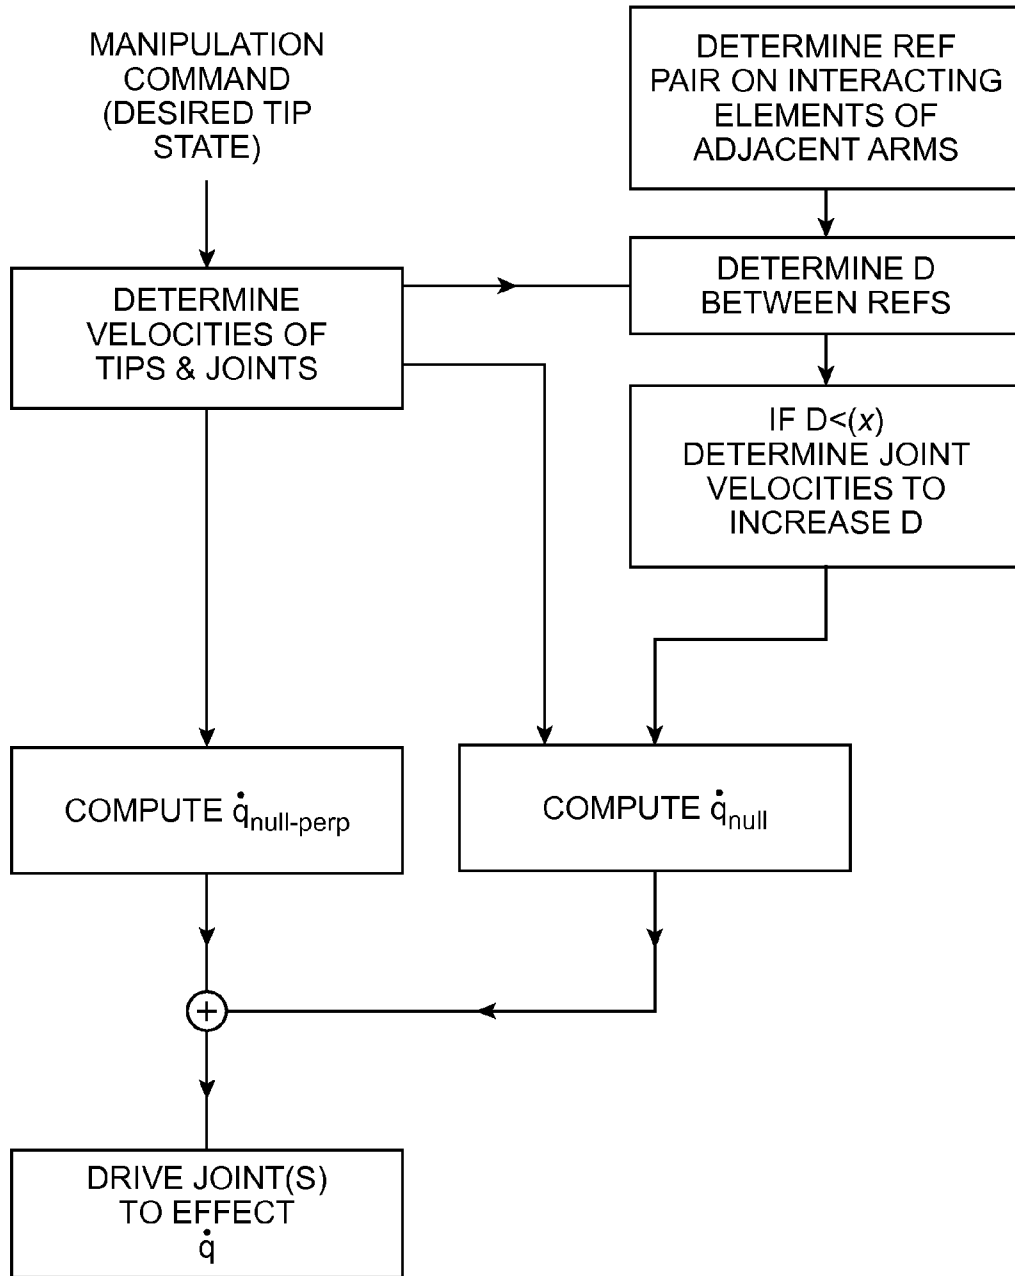 MANIPULATION
COMMAND
(DESIRED TIP
STATE)
DETERMINE REF
PAIR ON INTERACTING
ELEMENTS OF
ADJACENT ARMS
DETERMINE
VELOCITIES OF
TIPS & JOINTS
DETERMINE D
BETWEEN REFS
IF D<(x)
DETERMINE JOINT
VELOCITIES TO
INCREASE D
COMPUTE q̇null-perp
COMPUTE q̇null
+
DRIVE JOINT(S)
TO EFFECT
q̇